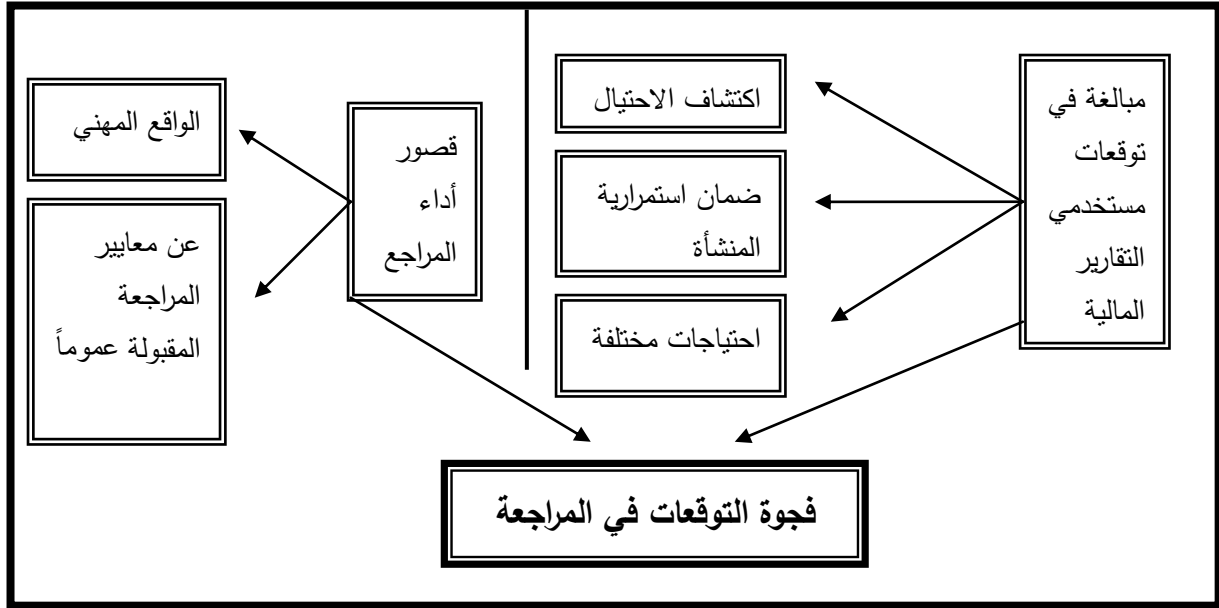 مبالغة في
توقعات
مستخدمي
التقارير
المالية
اكتشاف الاحتيال
ضمان استمرارية
المنشأة
احتياجات مختلفة
قصور
أداء
المراجع
الواقع المهني
عن معايير
المراجعة
المقبولة عموماً
فجوة التوقعات في المراجعة